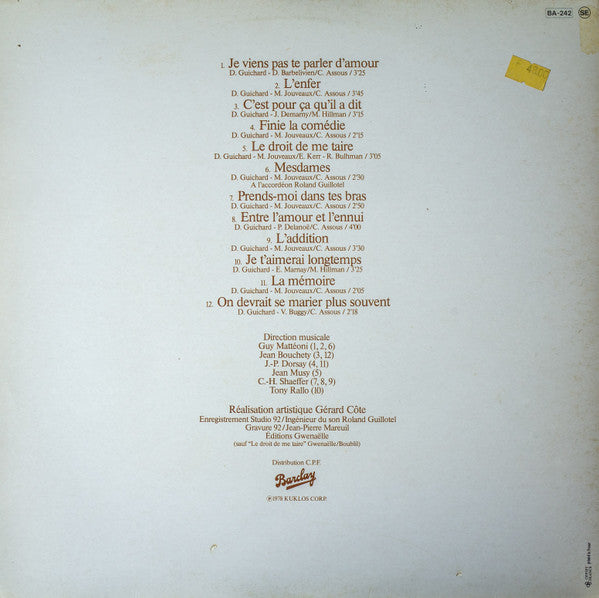 BA-242 SE
F 48.00
1. Je viens pas te parler d'amour
D. Guichard - D. Barbelivien/C. Assous / 3'25
2. L'enfer
D. Guichard - M. Jouveaux/C. Assous / 3'45
3. C'est pour ça qu'il a dit
D. Guichard - J. Demarny/M. Hillman / 3'15
4. Finie la comédie
D. Guichard - M. Jouveaux/C. Assous / 2'15
5. Le droit de me taire
D. Guichard - M. Jouveaux/E. Kerr - R. Bulhman / 3'05
6. Mesdames
D. Guichard - M. Jouveaux/C. Assous / 2'30
A l'accordéon Roland Guillotel
7. Prends-moi dans tes bras
D. Guichard - M. Jouveaux/C. Assous / 2'50
8. Entre l'amour et l'ennui
D. Guichard - P. Delanoë/C. Assous / 4'00
9. L'addition
D. Guichard - M. Jouveaux/C. Assous / 3'30
10. Je t'aimerai longtemps
D. Guichard - E. Marnay/M. Hillman / 3'25
11. La mémoire
D. Guichard - M. Jouveaux/C. Assous / 2'05
12. On devrait se marier plus souvent
D. Guichard - V. Buggy/C. Assous / 2'18
Direction musicale
Guy Mattéoni (1, 2, 6)
Jean Bouchety (3, 12)
J.-P. Dorsay (4, 11)
Jean Musy (5)
C.-H. Shaeffer (7, 8, 9)
Tony Rallo (10)
Réalisation artistique Gérard Côte
Enregistrement Studio 92/Ingénieur du son Roland Guillotel
Gravure 92/Jean-Pierre Mareuil
Éditions Gwenaëlle
(sauf "Le droit de me taire" Gwenaëlle/Boublil)
Distribution C.P.F.
Barclay
Ⓟ 1978 KUKLOS CORP.